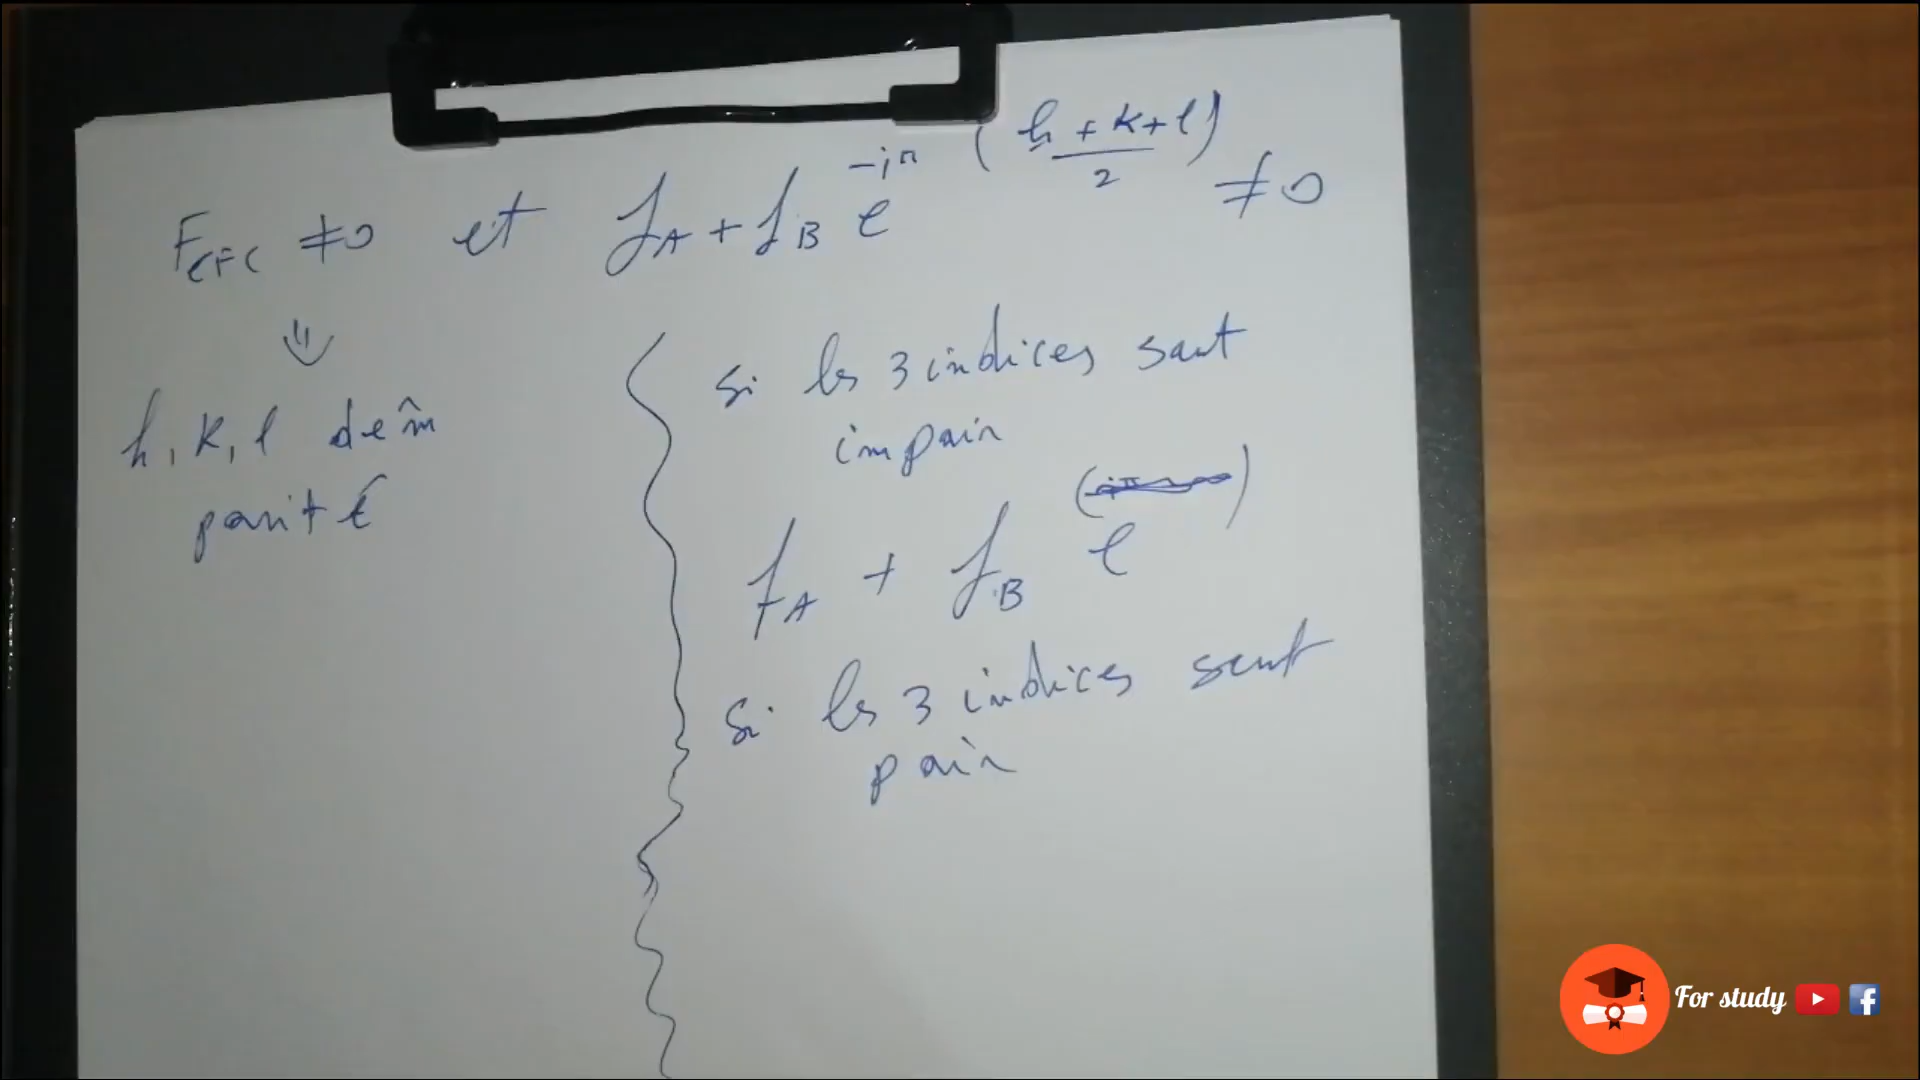 F_CFC ≠0 et f_A + f_B e^{-iπ (\frac{h+k+l}{2})} ≠0
⇓
h, k, l de m̂
parité
si les 3 indices sont
impair
f_A + f_B e^{( )}
si les 3 indices sont
pair
For study